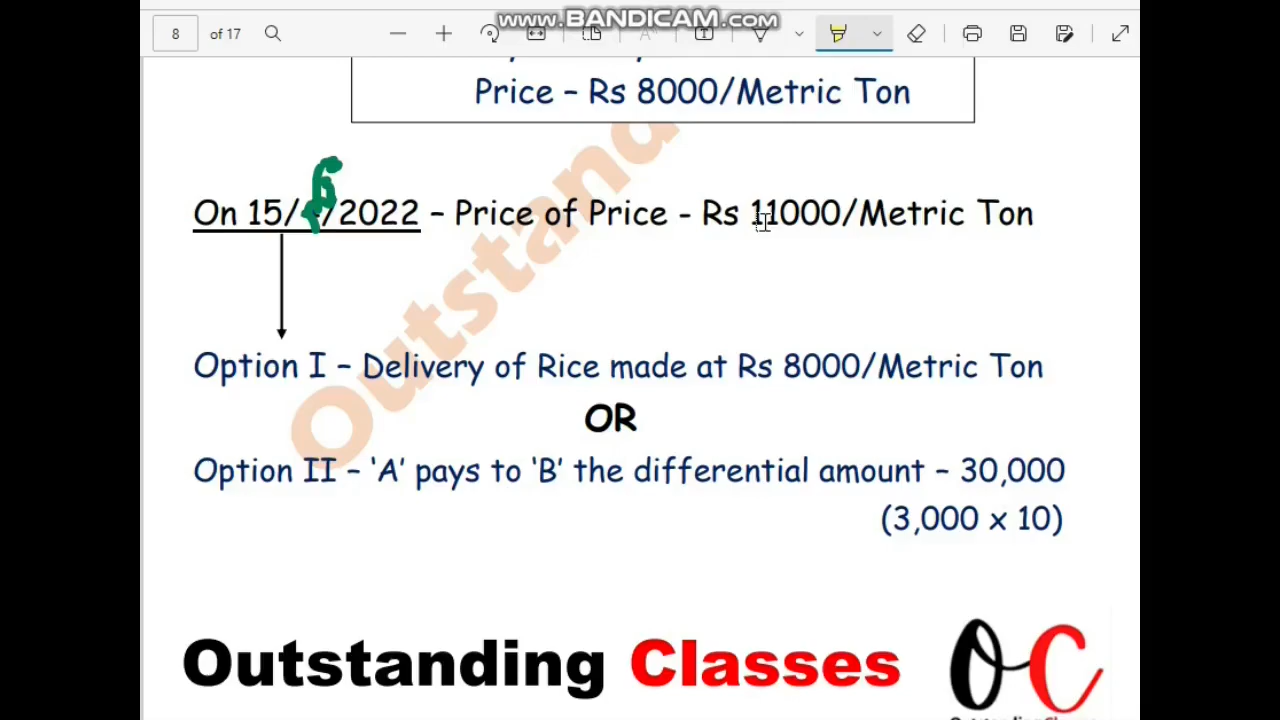 www.BANDICAM.com
8 of 17
Price – Rs 8000/Metric Ton
On 15/6/2022 – Price of Price - Rs 11000/Metric Ton
Option I – Delivery of Rice made at Rs 8000/Metric Ton
OR
Option II – ‘A’ pays to ‘B’ the differential amount – 30,000
(3,000 x 10)
Outstand
Outstanding Classes
OC